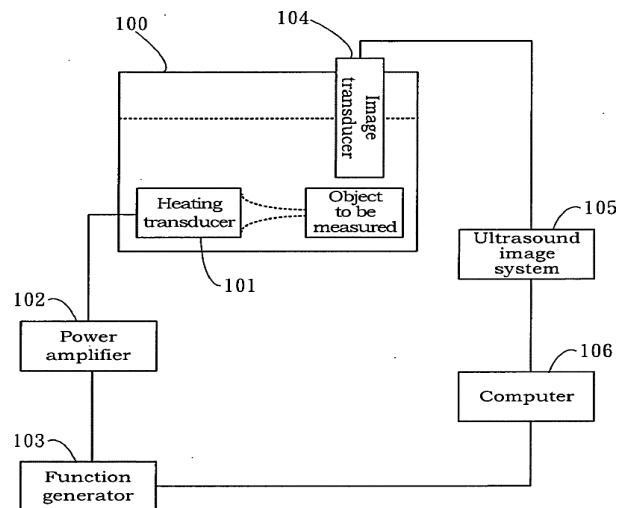 104
100
Image
transducer
Heating
transducer
Object
to be
measured
101
105
Ultrasound
image
system
102
Power
amplifier
106
Computer
103
Function
generator